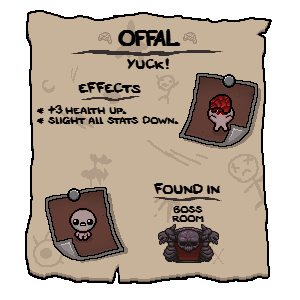 OFFAL
YUCK!
EFFECTS
+3 HEALTH UP.
SLIGHT ALL STATS DOWN.
FOUND IN
BOSS
ROOM